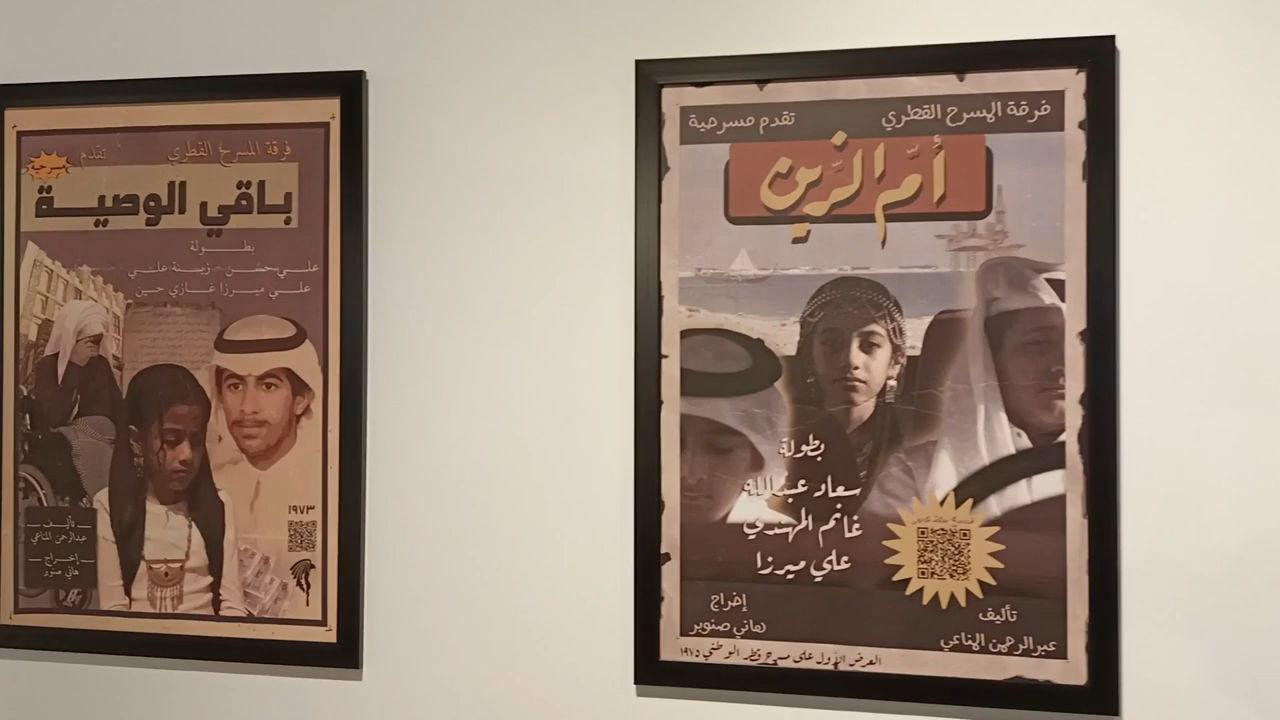 فرقة المسرح القطري تقدم مسرحية
أمّ الزّين
بطولة
سعاد عبدالله
غانم المهندي
علي ميرزا
إخراج
هاني صنوبر
تأليف
عبدالرحمن المناعي
العرض الأول على مسرح قطر الوطني ١٩٧٥
فرقة المسرح القطري تقدم
مسرحية
باقي الوصية
بطولة
علي حسن زينة علي
علي ميرزا غازي حسين
١٩٧٣
تأليف
عبدالرحمن المناعي
إخراج
هاني صنوبر